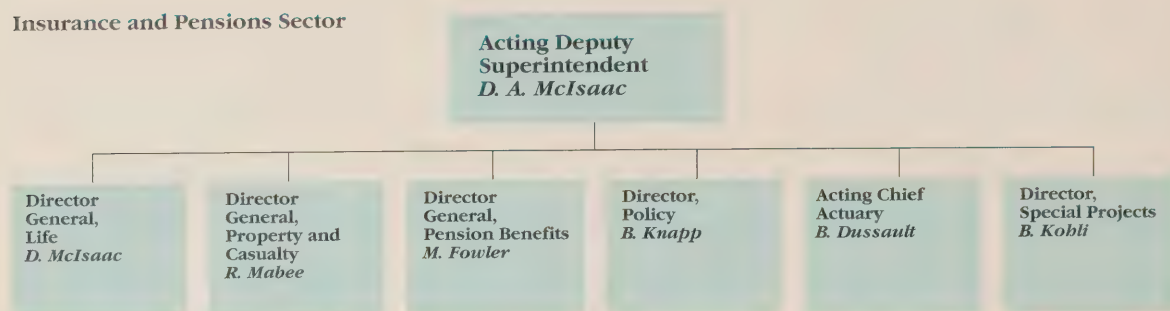 Insurance and Pensions Sector
Acting Deputy
Superintendent
D. A. McIsaac
Director
General,
Life
D. McIsaac
Director
General,
Property and
Casualty
R. Mabee
Director
General,
Pension Benefits
M. Fowler
Director,
Policy
B. Knapp
Acting Chief
Actuary
B. Dussault
Director,
Special Projects
B. Kohli